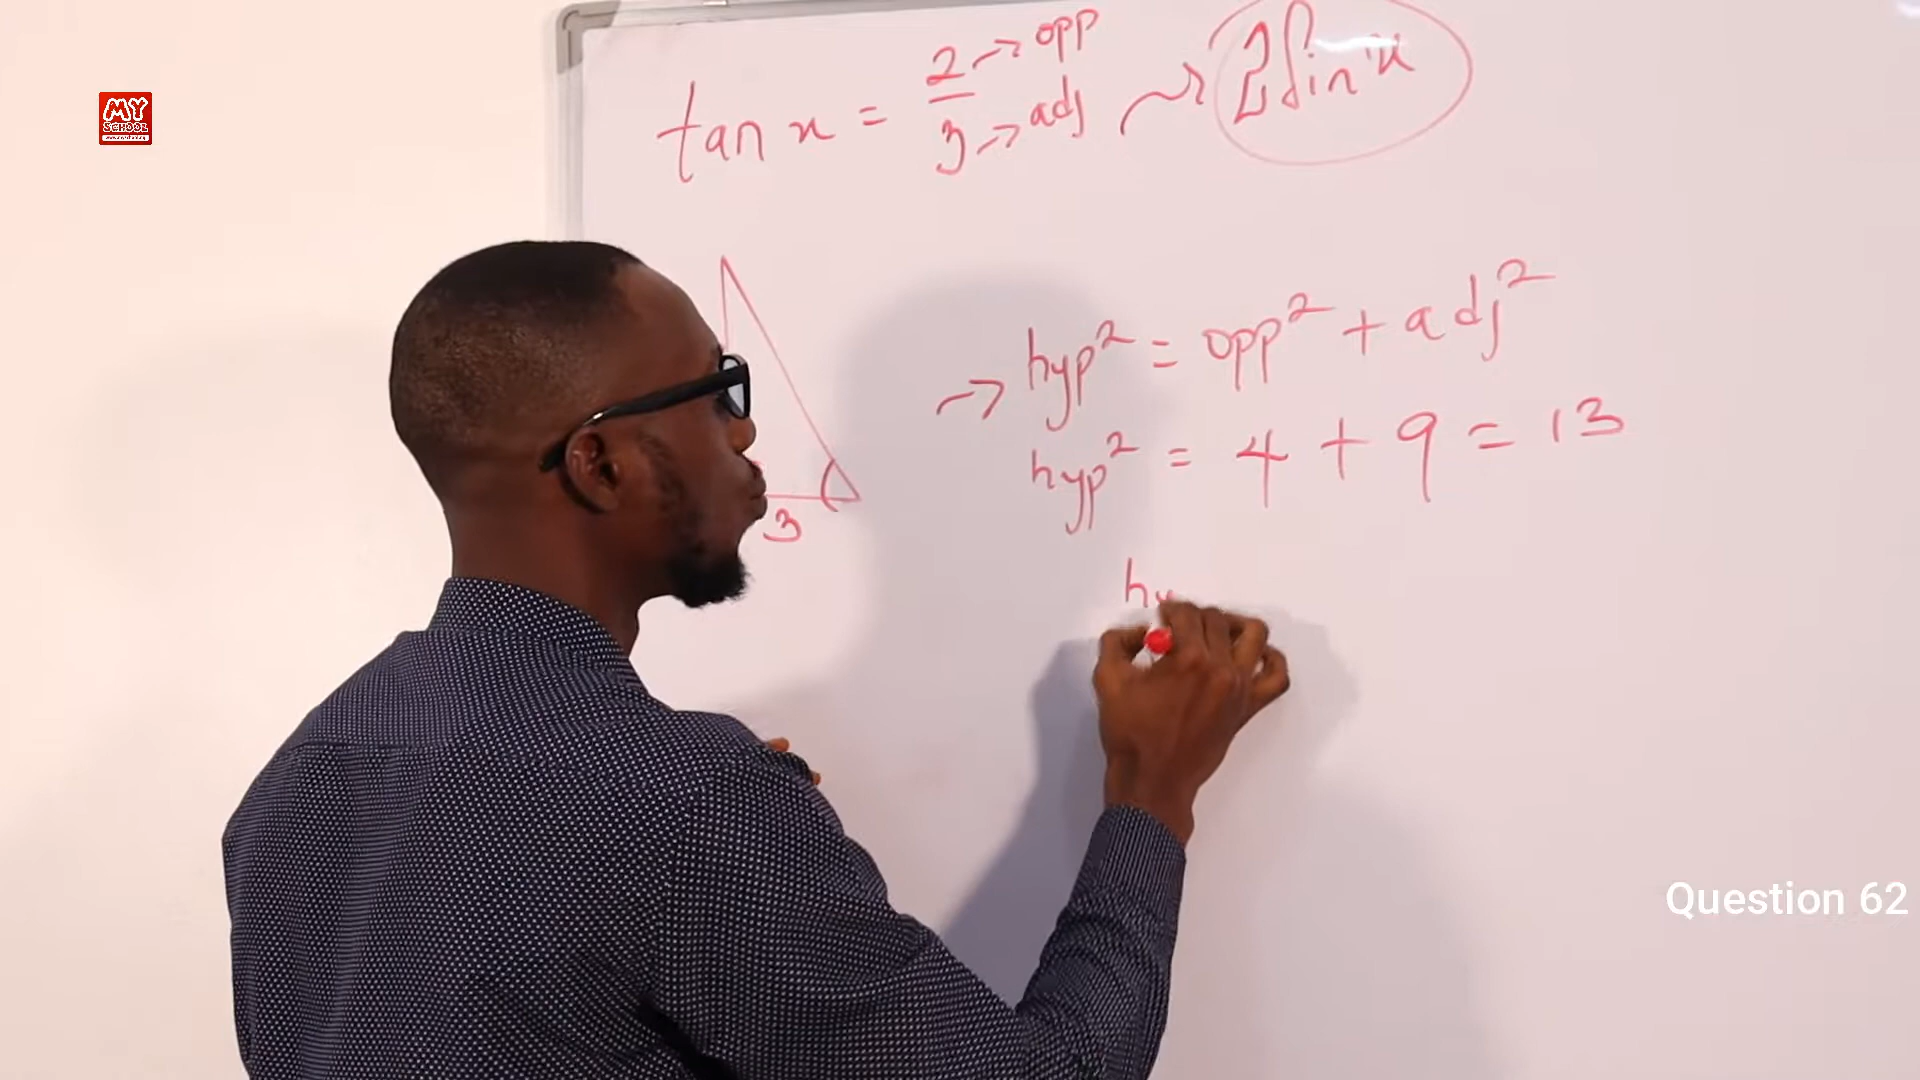 MY
SCHOOL
tan x = 2/3 → opp → adj ~> 2 Sin x
3
→ hyp² = opp² + adj²
hyp² = 4 + 9 = 13
hy
Question 62